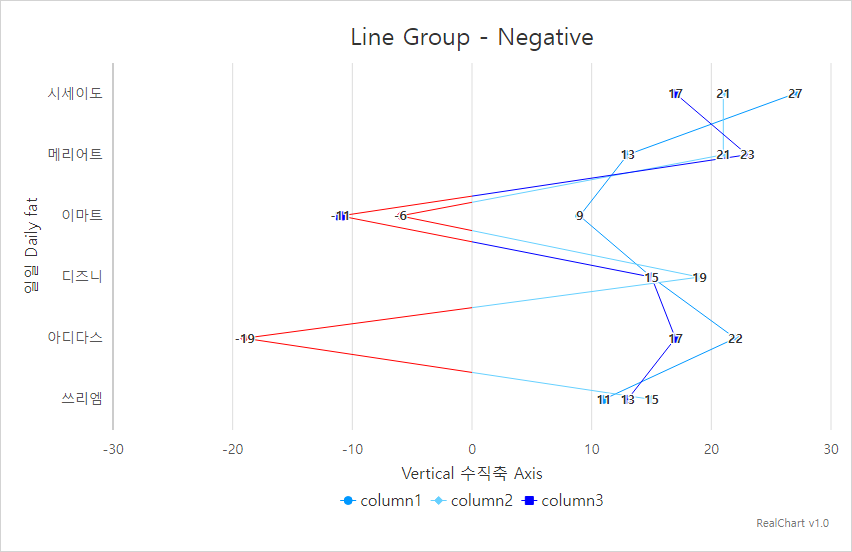 Line Group - Negative
시세이도 17 21 27
메리어트 13 21 23
이마트 -11 -6 9
디즈니 15 19
아디다스 -19 17 22
쓰리엠 11 13 15
일일 Daily fat
-30 -20 -10 0 10 20 30
Vertical 수직축 Axis
column1 column2 column3
RealChart v1.0